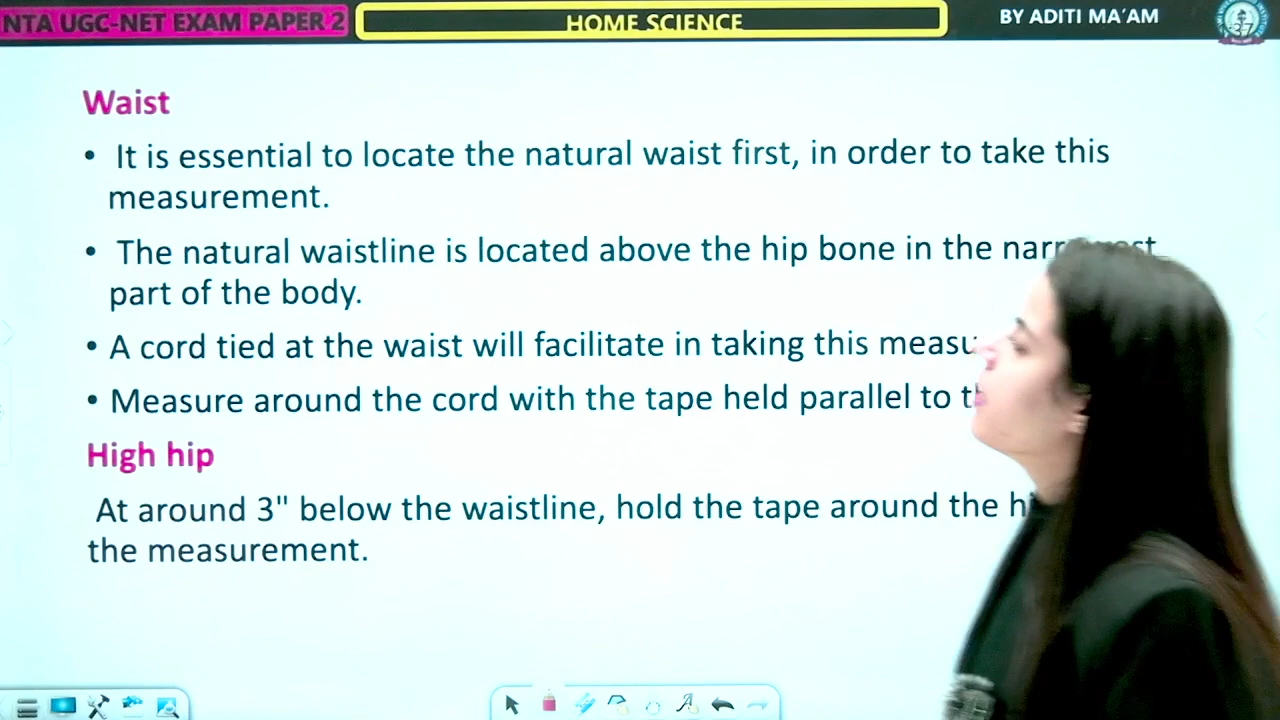 NTA UGC-NET EXAM PAPER 2
HOME SCIENCE
BY ADITI MA'AM
Waist
• It is essential to locate the natural waist first, in order to take this
measurement.
• The natural waistline is located above the hip bone in the
part of the body.
• A cord tied at the waist will facilitate in taking this
• Measure around the cord with the tape held parallel to
High hip
At around 3" below the waistline, hold the tape around the
the measurement.